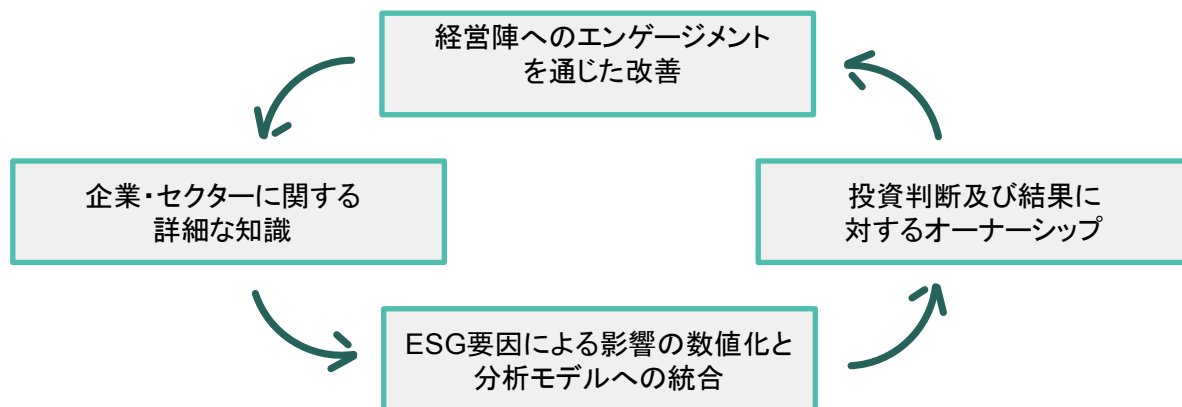 経営陣へのエンゲージメント
を通じた改善
企業・セクターに関する
詳細な知識
投資判断及び結果に
対するオーナーシップ
ESG要因による影響の数値化と
分析モデルへの統合